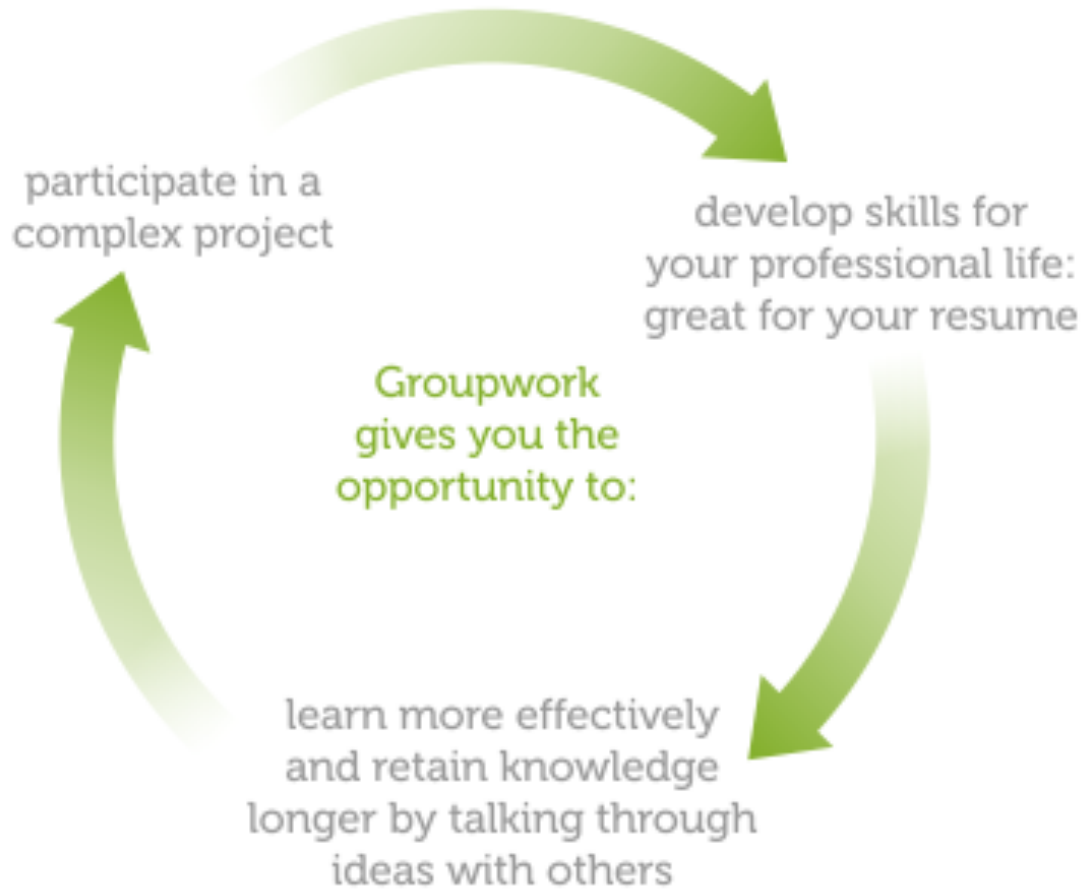 participate in a
complex project
develop skills for
your professional life:
great for your resume
Groupwork
gives you the
opportunity to:
learn more effectively
and retain knowledge
longer by talking through
ideas with others